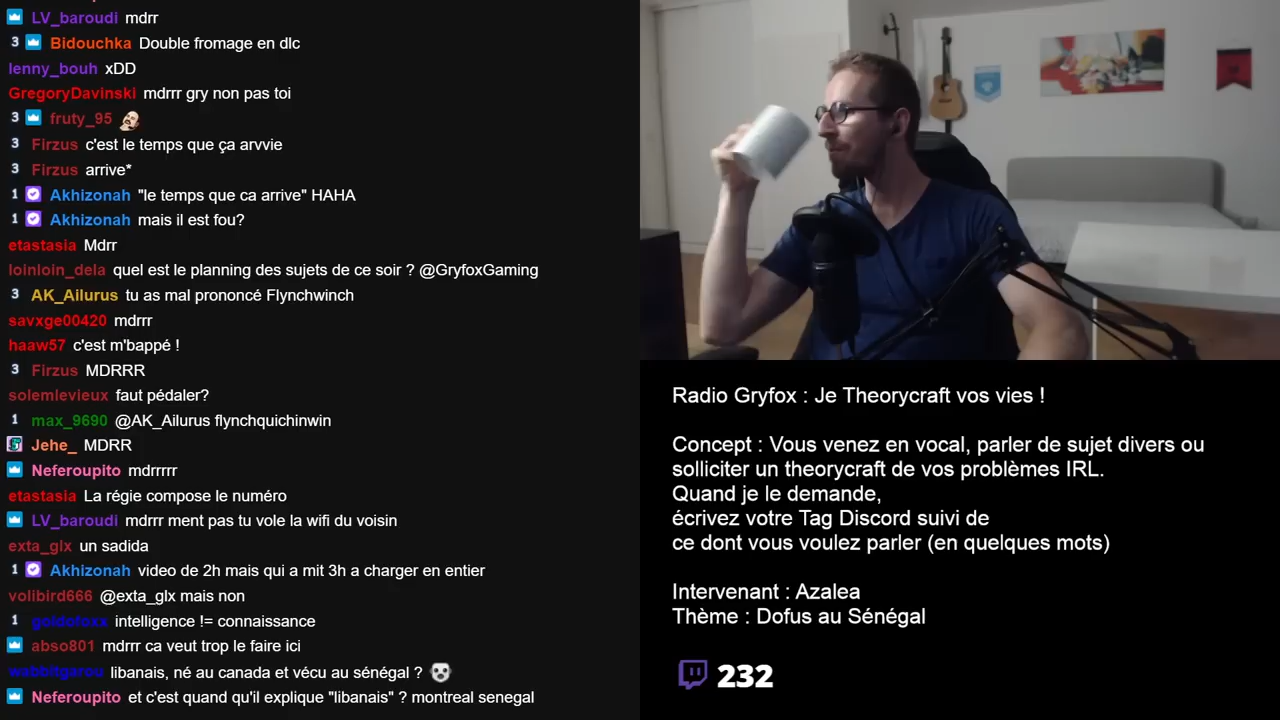 LV_baroudi mdrr
3 Bidouchka Double fromage en dlc
lenny_bouh xDD
GregoryDavinski mdrrr gry non pas toi
3 fruty_95
3 Firzus c'est le temps que ça arvvie
3 Firzus arrive*
1 Akhizonah "le temps que ca arrive" HAHA
1 Akhizonah mais il est fou?
etastasia Mdrr
loinloin_dela quel est le planning des sujets de ce soir ? @GryfoxGaming
3 AK_Ailurus tu as mal prononcé Flynchwinch
savxge00420 mdrrr
haaw57 c'est m'bappé !
3 Firzus MDRRR
solemlevieux faut pédaler?
1 max_9690 @AK_Ailurus flynchquichinwin
Jehe_ MDRR
Neferoupito mdrrrrr
etastasia La régie compose le numéro
LV_baroudi mdrrr ment pas tu vole la wifi du voisin
exta_glx un sadida
1 Akhizonah video de 2h mais qui a mit 3h a charger en entier
volibird666 @exta_glx mais non
1 goldofoxx intelligence != connaissance
abso801 mdrrr ca veut trop le faire ici
wabbitgarou libanais, né au canada et vécu au sénégal ?
Neferoupito et c'est quand qu'il explique "libanais" ? montreal senegal
Radio Gryfox : Je Theorycraft vos vies !
Concept : Vous venez en vocal, parler de sujet divers ou
solliciter un theorycraft de vos problèmes IRL.
Quand je le demande,
écrivez votre Tag Discord suivi de
ce dont vous voulez parler (en quelques mots)
Intervenant : Azalea
Thème : Dofus au Sénégal
232